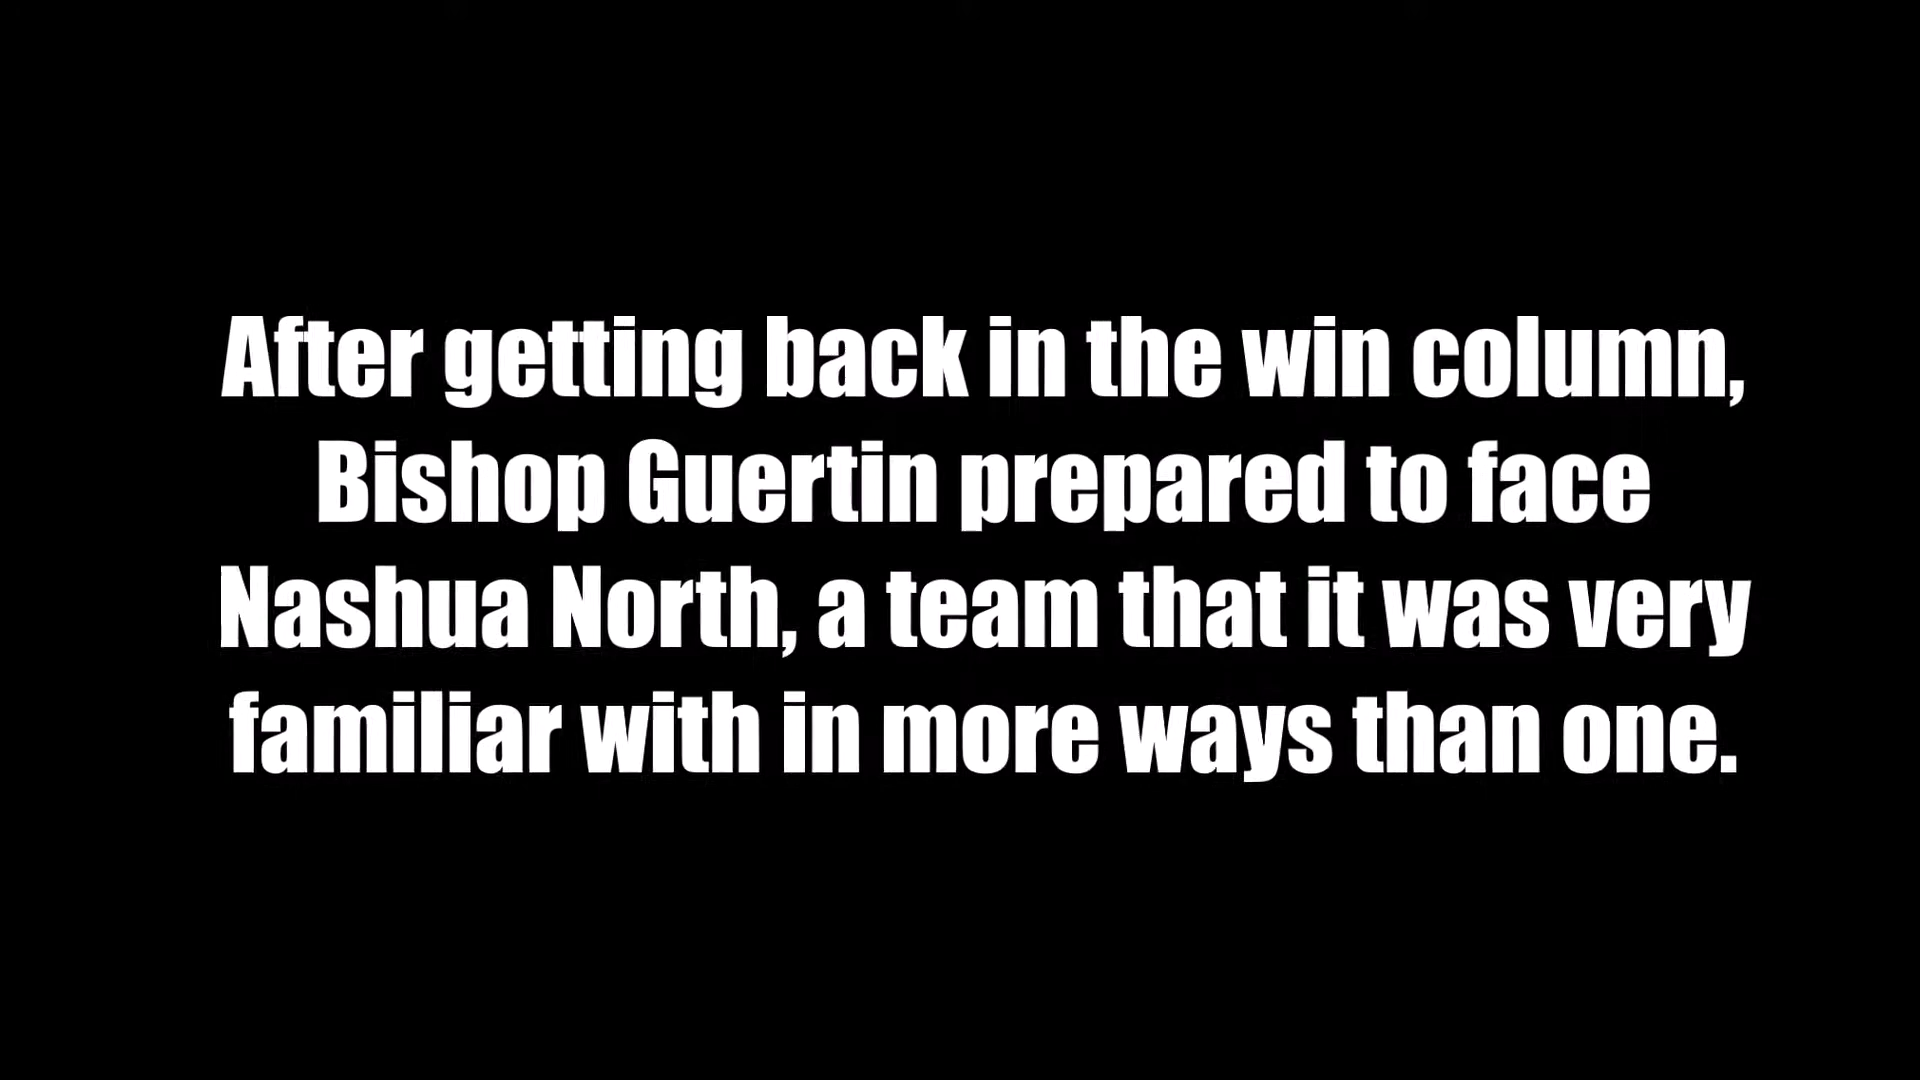 After getting back in the win column,
Bishop Guertin prepared to face
Nashua North, a team that it was very
familiar with in more ways than one.